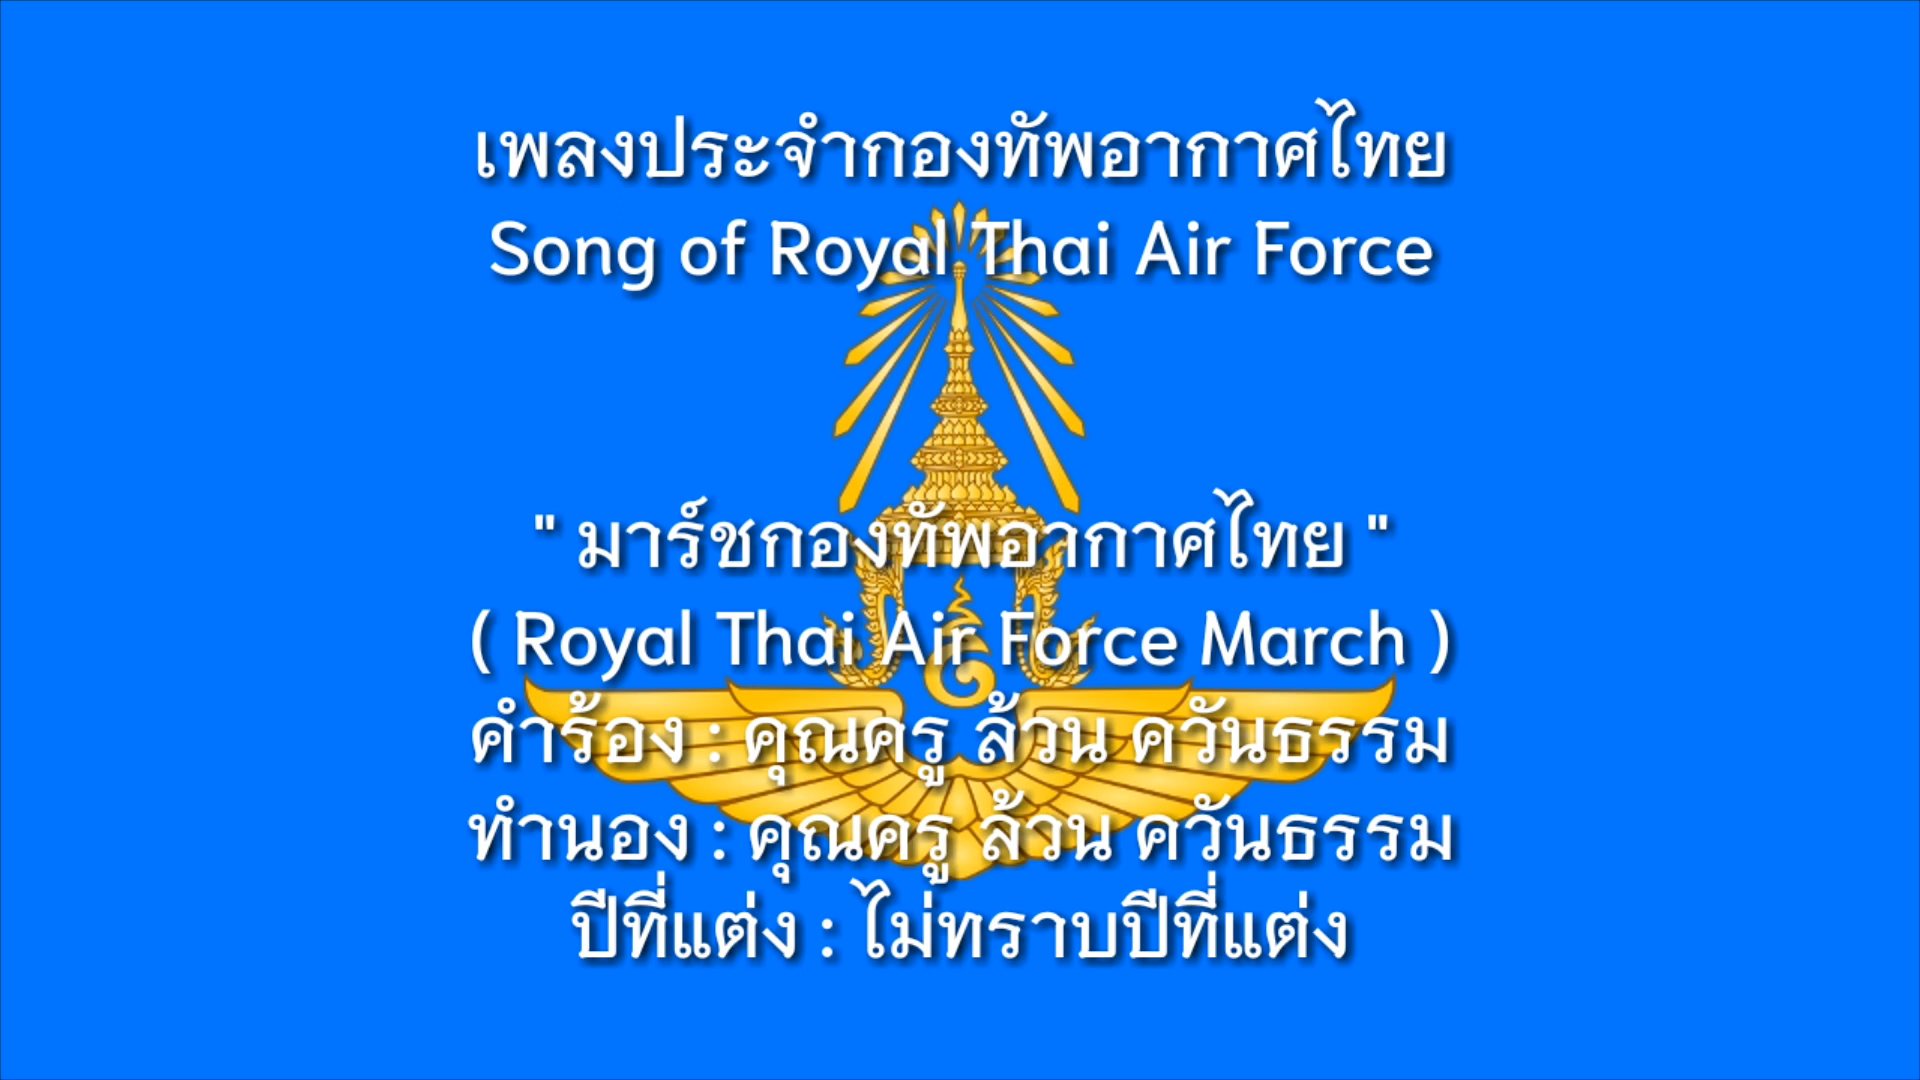 เพลงประจำกองทัพอากาศไทย
Song of Royal Thai Air Force
" มาร์ชกองทัพอากาศไทย "
( Royal Thai Air Force March )
คำร้อง : คุณครู ล้วน ควันธรรม
ทำนอง : คุณครู ล้วน ควันธรรม
ปีที่แต่ง : ไม่ทราบปีที่แต่ง